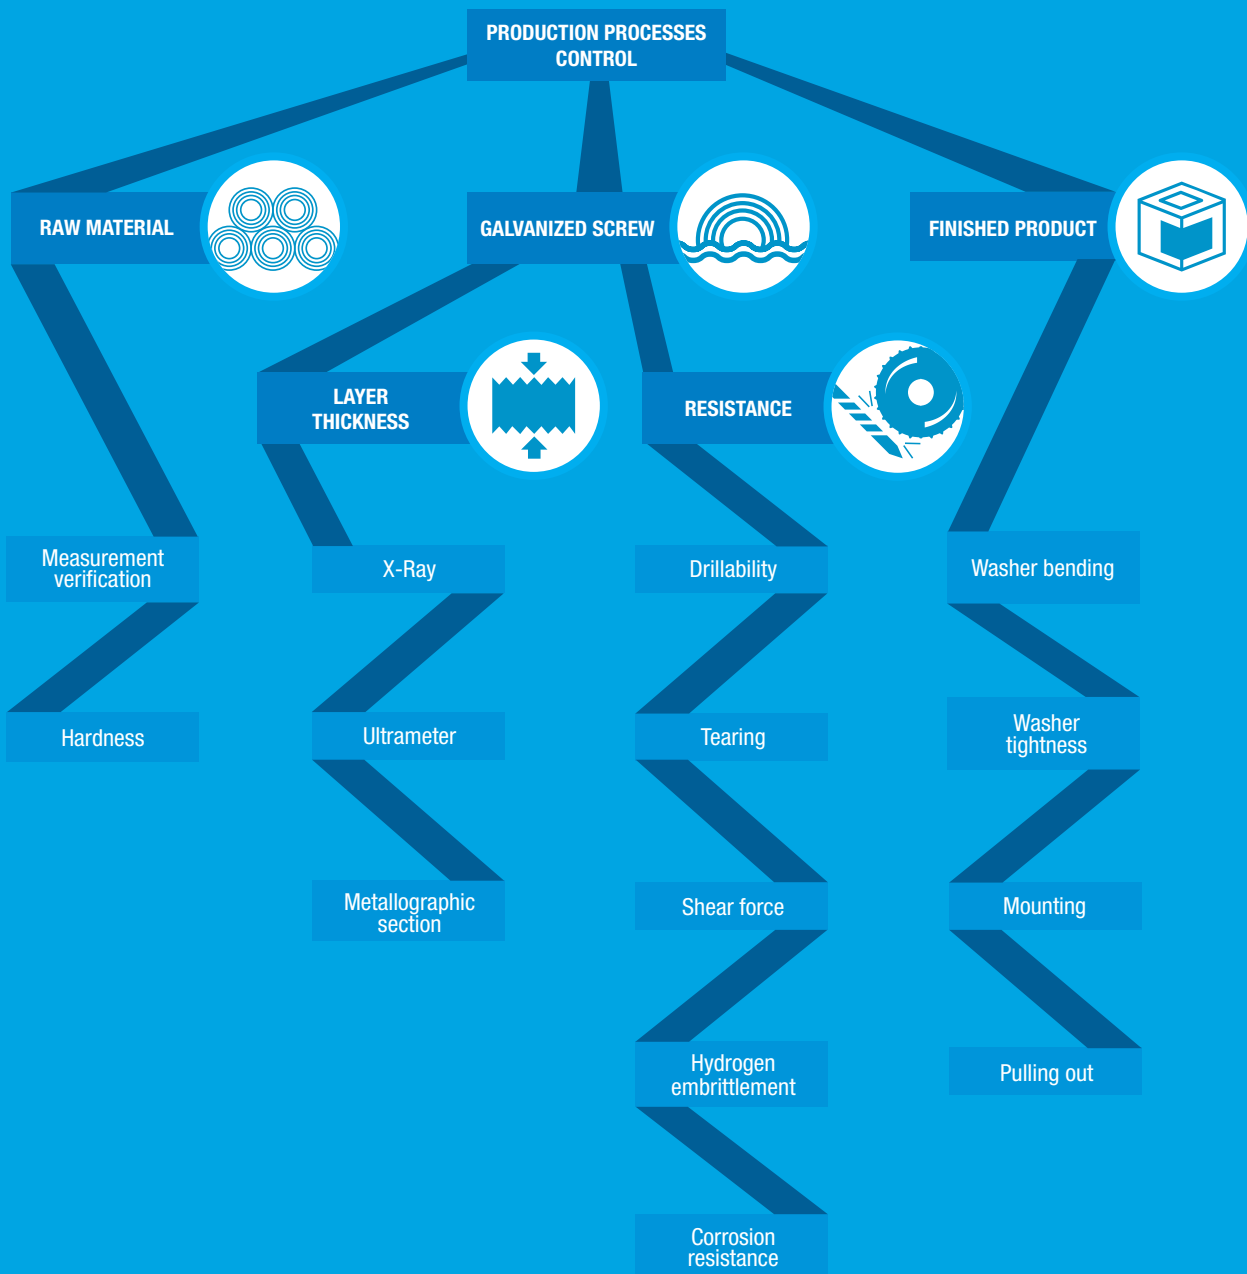 PRODUCTION PROCESSES
CONTROL
RAW MATERIAL
GALVANIZED SCREW
FINISHED PRODUCT
LAYER
THICKNESS
RESISTANCE
Measurement
verification
X-Ray
Drillability
Washer bending
Hardness
Ultrameter
Tearing
Washer
tightness
Metallographic
section
Shear force
Mounting
Hydrogen
embrittlement
Pulling out
Corrosion
resistance